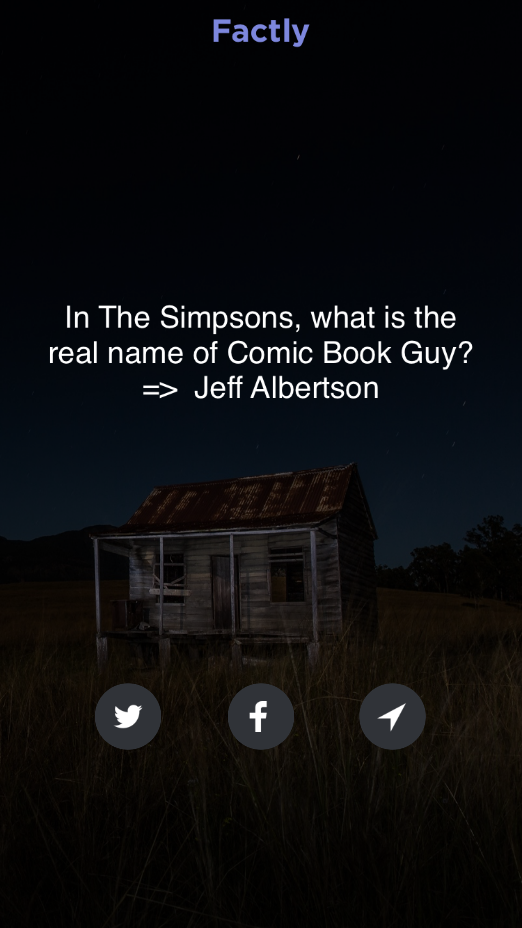 Factly
In The Simpsons, what is the
real name of Comic Book Guy?
=> Jeff Albertson